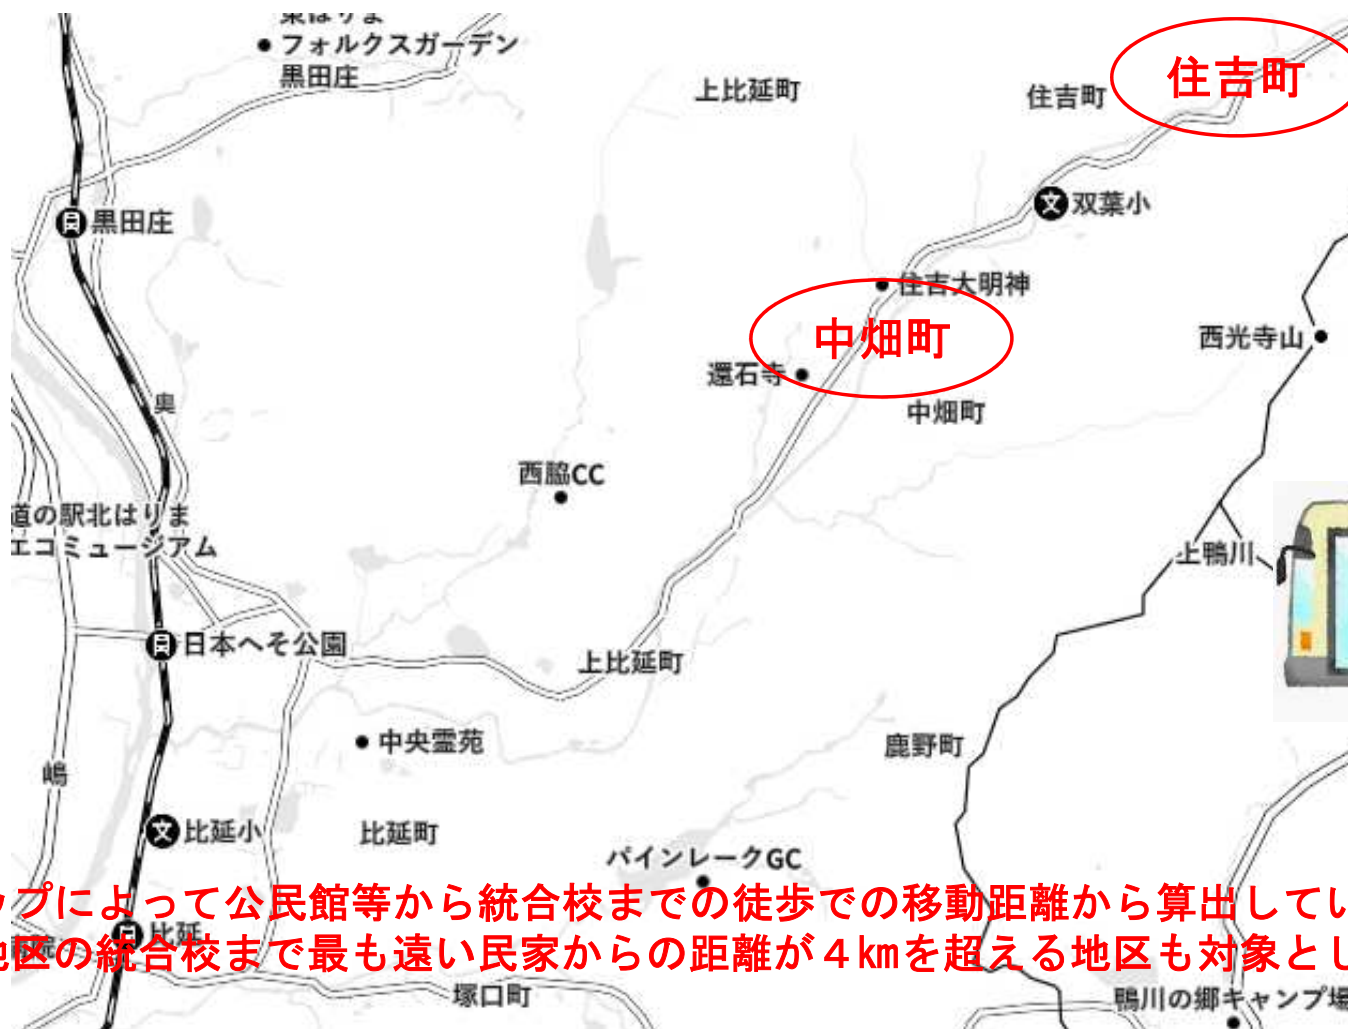 東はりま
フォルクスガーデン
黒田庄
上比延町
住吉町
住吉町
双葉小
黒田庄
住吉大明神
中畑町
西光寺山
還石寺
奥
中畑町
西脇CC
道の駅北はりま
エコミュージアム
上鴨川
日本へそ公園
上比延町
中央霊苑
鹿野町
嶋
比延小
比延町
パインレークGC
ップによって公民館等から統合校までの徒歩での移動距離から算出してい
比延
地区の統合校まで最も遠い民家からの距離が４㎞を超える地区も対象とし
塚口町
鴨川の郷キャンプ場